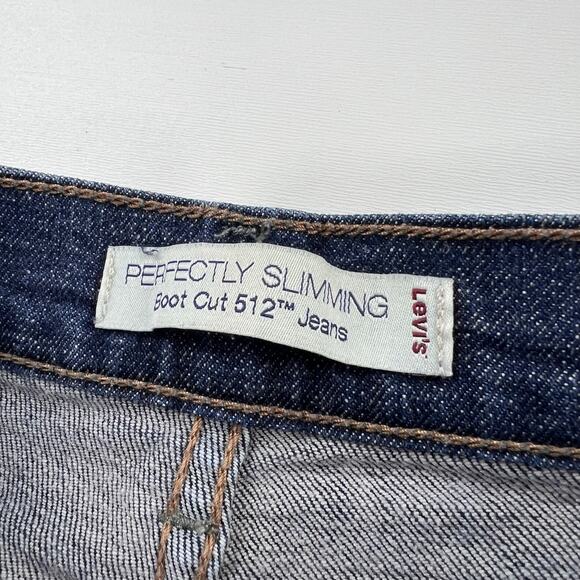 PERFECTLY SLIMMING
Boot Cut 512™ Jeans
LEVI'S